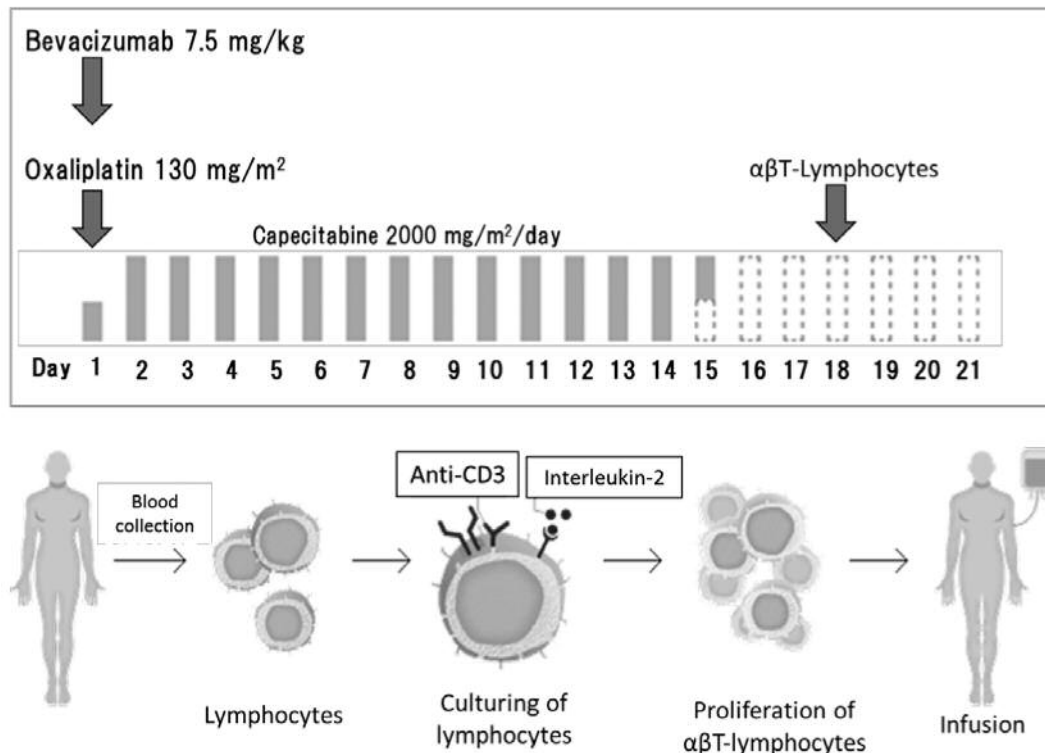 Bevacizumab 7.5 mg/kg
Oxaliplatin 130 mg/m²
αβT-Lymphocytes
Capecitabine 2000 mg/m²/day
Day 1 2 3 4 5 6 7 8 9 10 11 12 13 14 15 16 17 18 19 20 21
Blood
collection
Anti-CD3
Interleukin-2
Lymphocytes
Culturing of
lymphocytes
Proliferation of
αβT-lymphocytes
Infusion